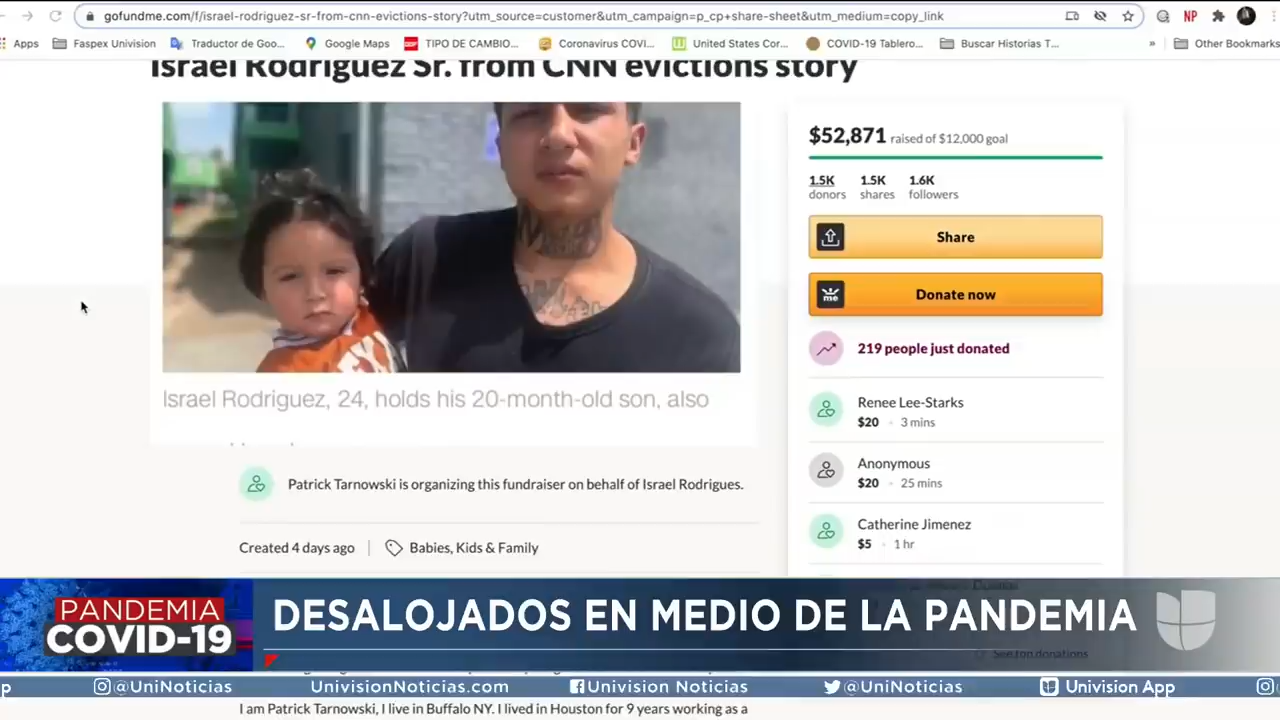 gofundme.com/f/israel-rodriguez-sr-from-cnn-evictions-story?utm_source=customer&utm_campaign=p_cp+share-sheet&utm_medium=copy_link
NP
Apps Faspex Univision Traductor de Goo... Google Maps TIPO DE CAMBIO... Coronavirus COVI... United States Cor... COVID-19 Tablero... Buscar Historias T... » Other Bookmarks
Israel Rodriguez Sr. from CNN evictions story
$52,871 raised of $12,000 goal
1.5K donors 1.5K shares 1.6K followers
Share
me Donate now
219 people just donated
Israel Rodriguez, 24, holds his 20-month-old son, also
Renee Lee-Starks
$20 · 3 mins
Anonymous
$20 · 25 mins
Patrick Tarnowski is organizing this fundraiser on behalf of Israel Rodrigues.
Catherine Jimenez
$5 · 1 hr
Created 4 days ago | Babies, Kids & Family
PANDEMIA
COVID-19
DESALOJADOS EN MEDIO DE LA PANDEMIA
See top donations
p @UniNoticias UnivisionNoticias.com Univision Noticias @UniNoticias Univision App
I am Patrick Tarnowski, I live in Buffalo NY. I lived in Houston for 9 years working as a